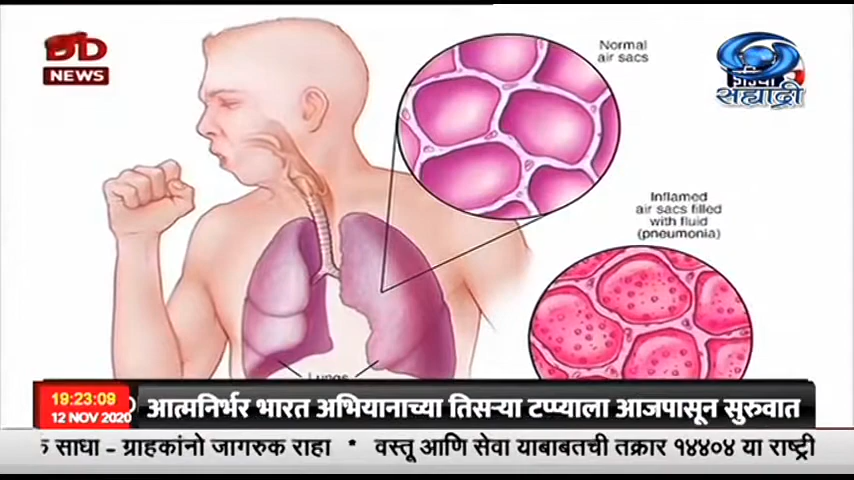 DD
NEWS
सह्याद्री
Normal
air sacs
Inflamed
air sacs filled
with fluid
(pneumonia)
Lungs
19:23:09
12 NOV 2020
आत्मनिर्भर भारत अभियानाच्या तिसऱ्या टप्प्याला आजपासून सुरुवात
साधा - ग्राहकांनो जागरुक राहा * वस्तू आणि सेवा याबाबतची तक्रार १४४०४ या राष्ट्री